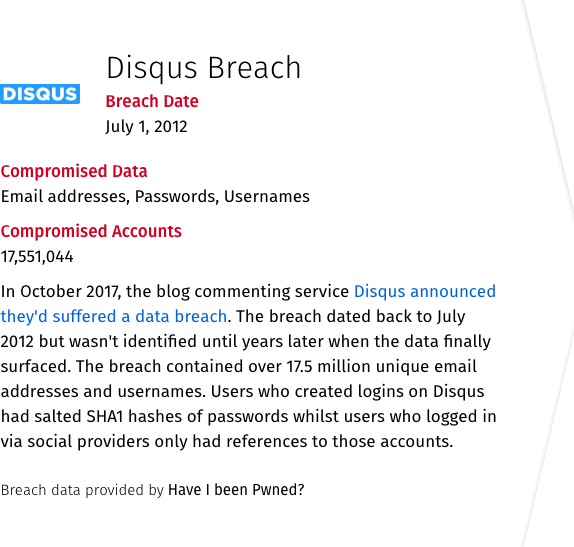 Disqus Breach
DISQUS
Breach Date
July 1, 2012
Compromised Data
Email addresses, Passwords, Usernames
Compromised Accounts
17,551,044
In October 2017, the blog commenting service Disqus announced
they'd suffered a data breach. The breach dated back to July
2012 but wasn't identified until years later when the data finally
surfaced. The breach contained over 17.5 million unique email
addresses and usernames. Users who created logins on Disqus
had salted SHA1 hashes of passwords whilst users who logged in
via social providers only had references to those accounts.
Breach data provided by Have I been Pwned?